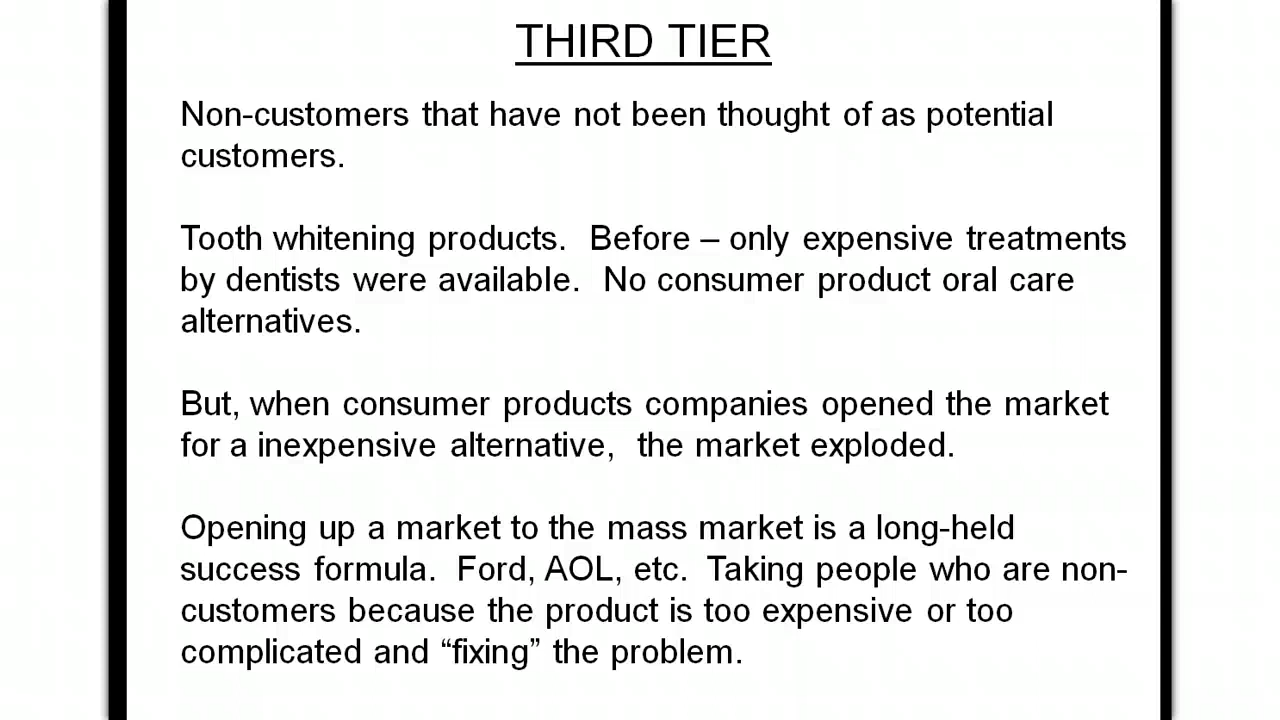 THIRD TIER
Non-customers that have not been thought of as potential
customers.
Tooth whitening products.  Before – only expensive treatments
by dentists were available.  No consumer product oral care
alternatives.
But, when consumer products companies opened the market
for a inexpensive alternative,  the market exploded.
Opening up a market to the mass market is a long-held
success formula.  Ford, AOL, etc.  Taking people who are non-
customers because the product is too expensive or too
complicated and “fixing” the problem.